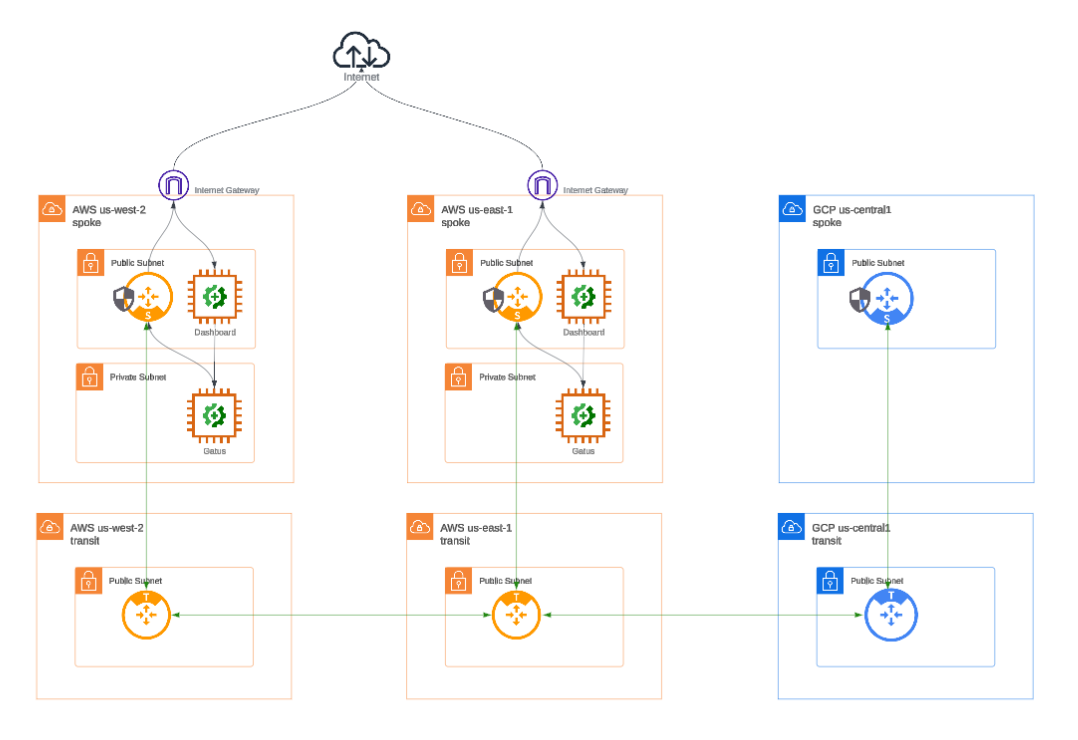 Internet
Internet Gateway
Internet Gateway
AWS us-west-2
spoke
AWS us-east-1
spoke
GCP us-central1
spoke
Public Subnet
Public Subnet
Public Subnet
S
S
S
Dashboard
Dashboard
Private Subnet
Private Subnet
Gatus
Gatus
AWS us-west-2
transit
AWS us-east-1
transit
GCP us-central1
transit
Public Subnet
Public Subnet
Public Subnet
T
T
T